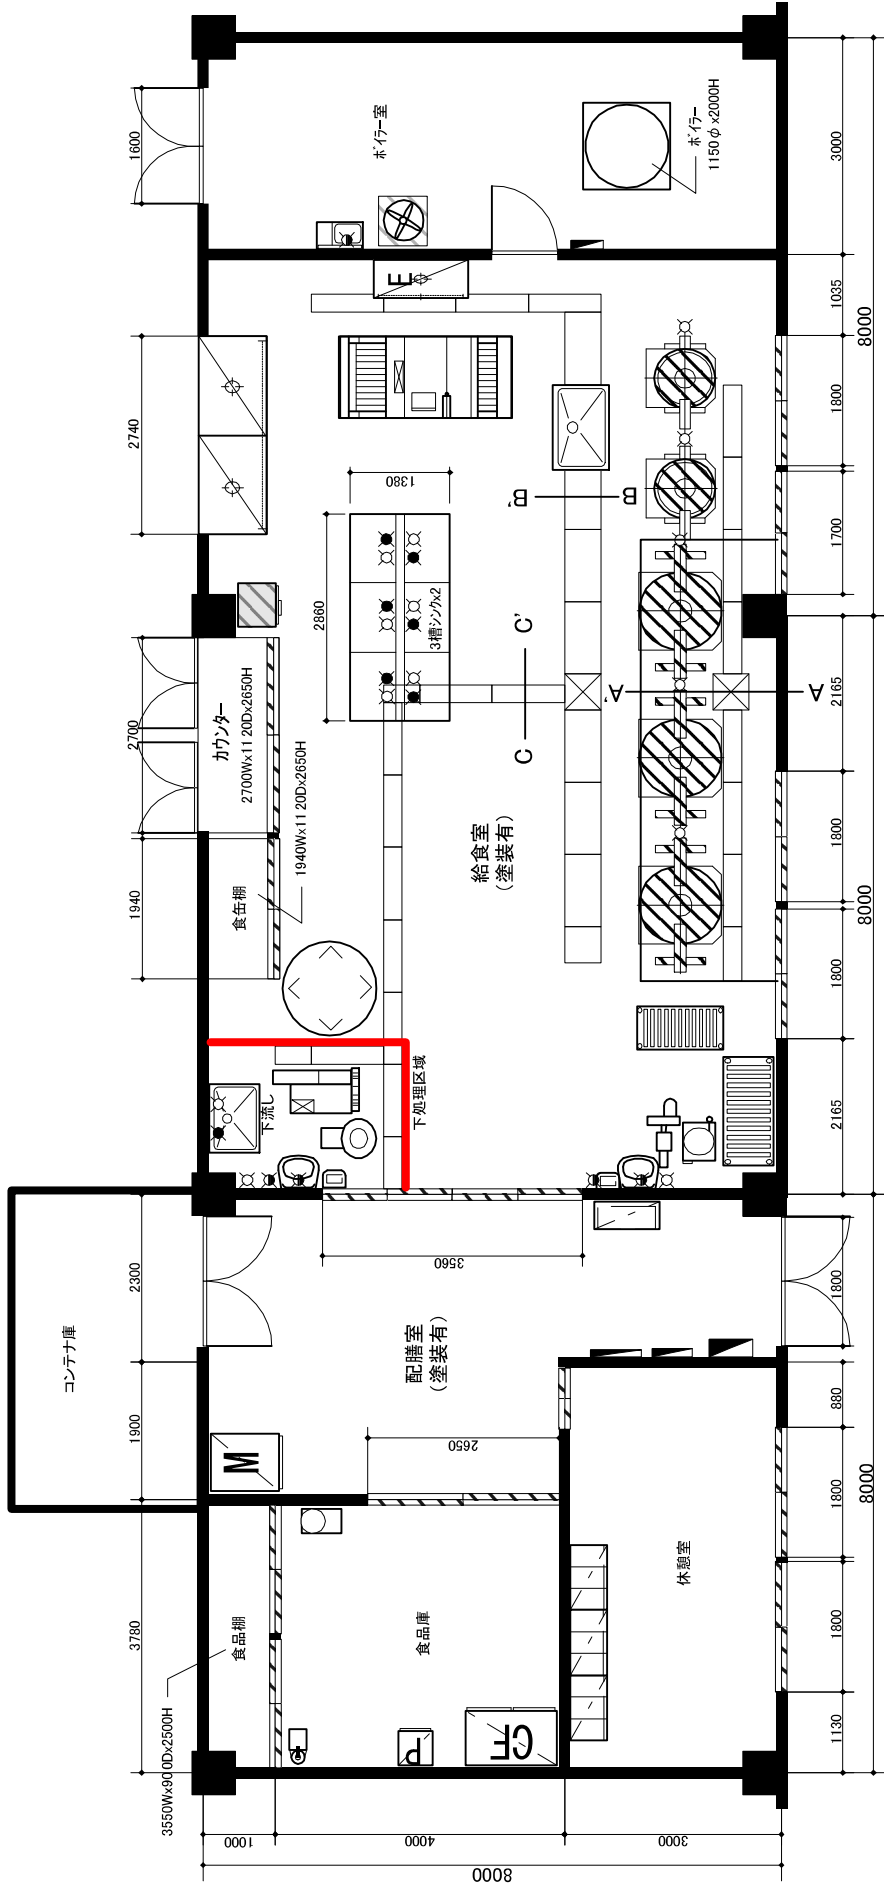 1600
ﾎﾞｲﾗｰ室
ﾎﾞｲﾗｰ
1150φx2000H
3000
1035
8000
E
2740
1380
2860
3槽ｼﾝｸx2
B'
B
1800
1700
C'
C
A'
A
2165
2700
カウンター
2700Wx1120Dx2650H
1940Wx1120Dx2650H
1940
食缶棚
給食室
(塗装有)
1800
8000
1800
下流し
下処理区域
2165
コンテナ庫
2300
1900
3560
配膳室
(塗装有)
1800
880
M
2650
8000
1800
1800
1130
3780
食品棚
3550Wx900Dx2500H
食品庫
休憩室
P
CF
1000
4000
3000
8000